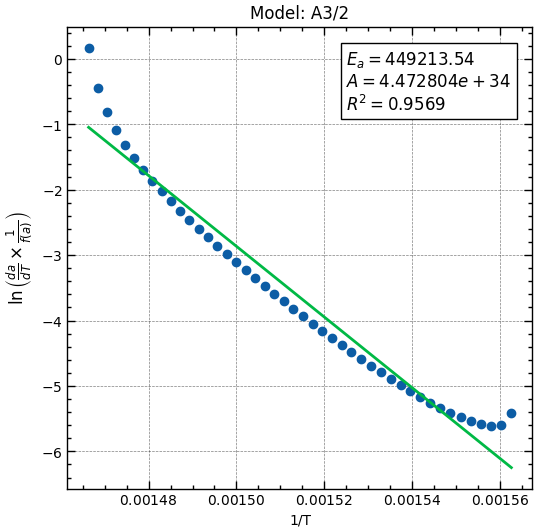 Model: A3/2
E_a = 449213.54
A = 4.472804e + 34
R² = 0.9569
0
−1
−2
−3
−4
−5
−6
ln(da/dT × 1/f(a))
0.00148 0.00150 0.00152 0.00154 0.00156
1/T